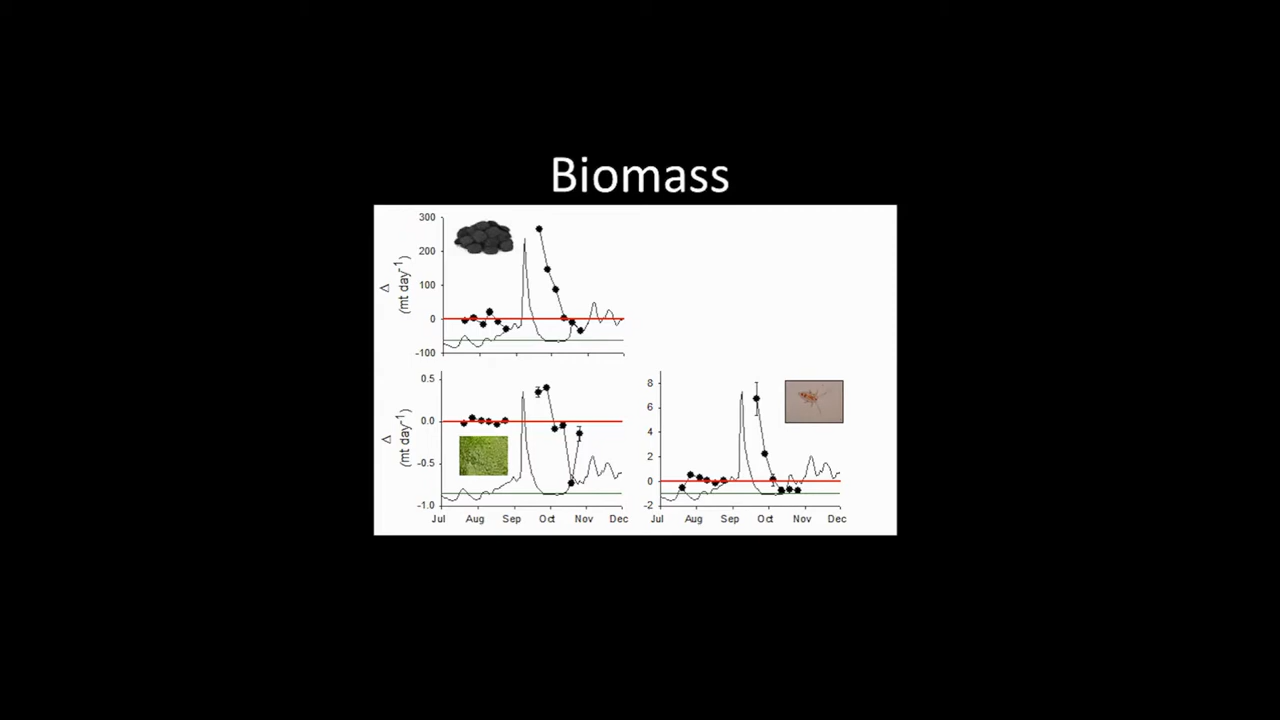 Biomass
300
200
100
0
-100
Δ
(mt day⁻¹)
0.5
0.0
-0.5
-1.0
Δ
(mt day⁻¹)
Jul Aug Sep Oct Nov Dec
8
6
4
2
0
-2
Jul Aug Sep Oct Nov Dec